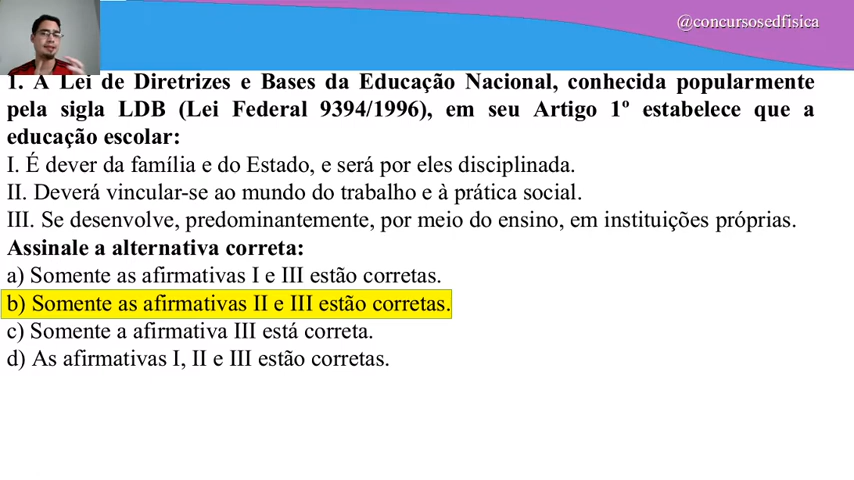 @concursosedfisica
1. A Lei de Diretrizes e Bases da Educação Nacional, conhecida popularmente
pela sigla LDB (Lei Federal 9394/1996), em seu Artigo 1º estabelece que a
educação escolar:
I. É dever da família e do Estado, e será por eles disciplinada.
II. Deverá vincular-se ao mundo do trabalho e à prática social.
III. Se desenvolve, predominantemente, por meio do ensino, em instituições próprias.
Assinale a alternativa correta:
a) Somente as afirmativas I e III estão corretas.
b) Somente as afirmativas II e III estão corretas.
c) Somente a afirmativa III está correta.
d) As afirmativas I, II e III estão corretas.